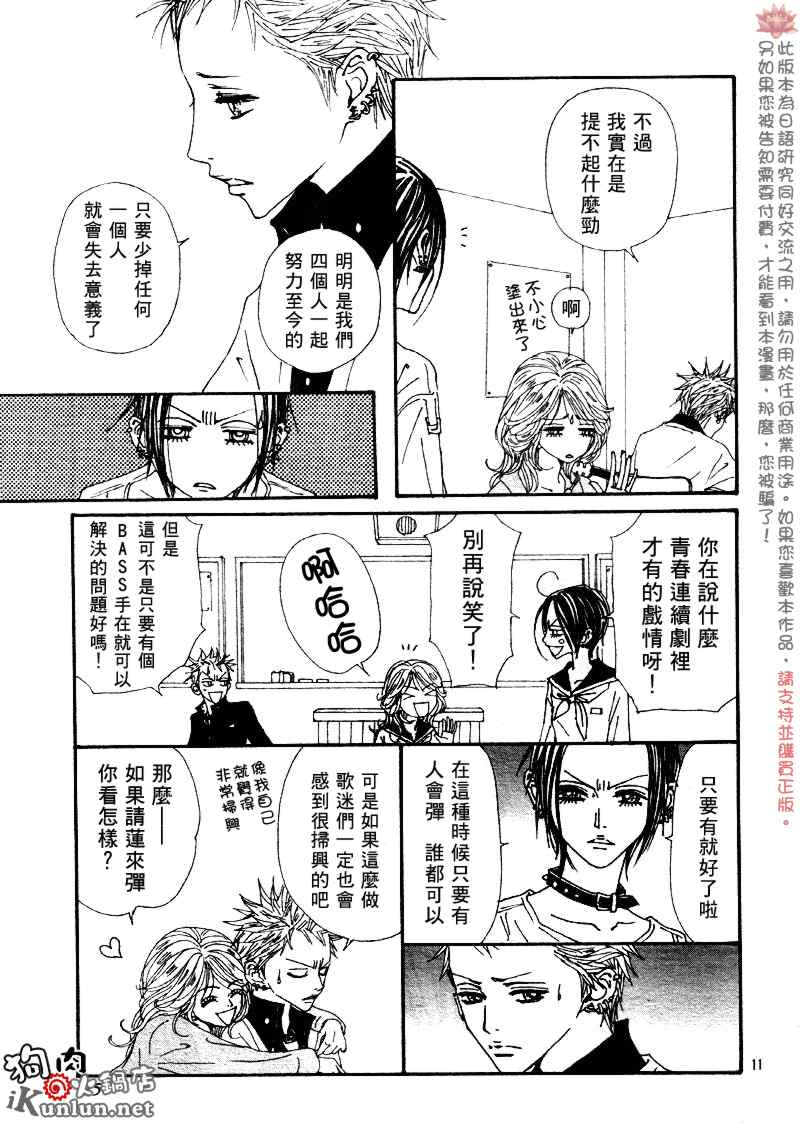 不過
我實在是
提不起什麼勁
啊
不小心
塗出來了
明明是我們
四個人一起
努力至今的
只要少掉任何
一個人
就會失去意義了
你在說什麼
青春連續劇裡
才有的戲情呀！
別再說笑了！
啊哈哈
但是
這可不是只要有個
BASS手在就可以
解決的問題好嗎！
只要有就好了啦
在這種時候只要有
人會彈 誰都可以
可是如果這麼做
歌迷們一定也會
感到很掃興的吧
像我自己
就覺得
非常掃興
那麼──
如果請蓮來彈
你看怎樣？
11
狗肉
火鍋店
iKunlun.net
此版本為日語研究同好交流之用，請勿用於任何商業用途。如果您喜歡本作品，請支持並購買正版。
另如果您被告知需要付費，才能看到本漫畫，那麼，您被騙了！